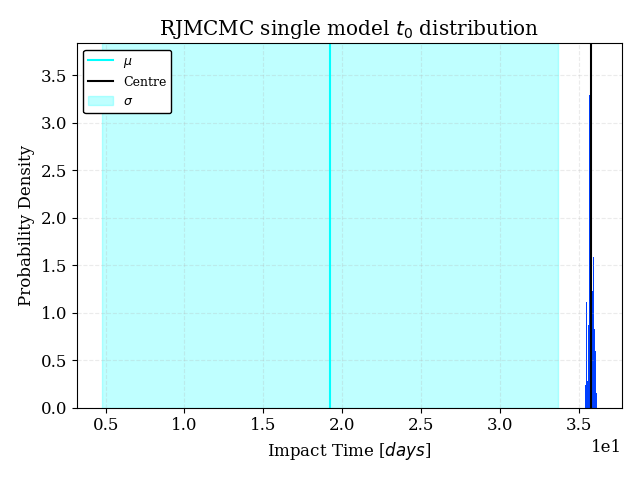 RJMCMC single model t₀ distribution
μ
Centre
σ
Probability Density
3.5
3.0
2.5
2.0
1.5
1.0
0.5
0.0
0.5 1.0 1.5 2.0 2.5 3.0 3.5
1e1
Impact Time [days]